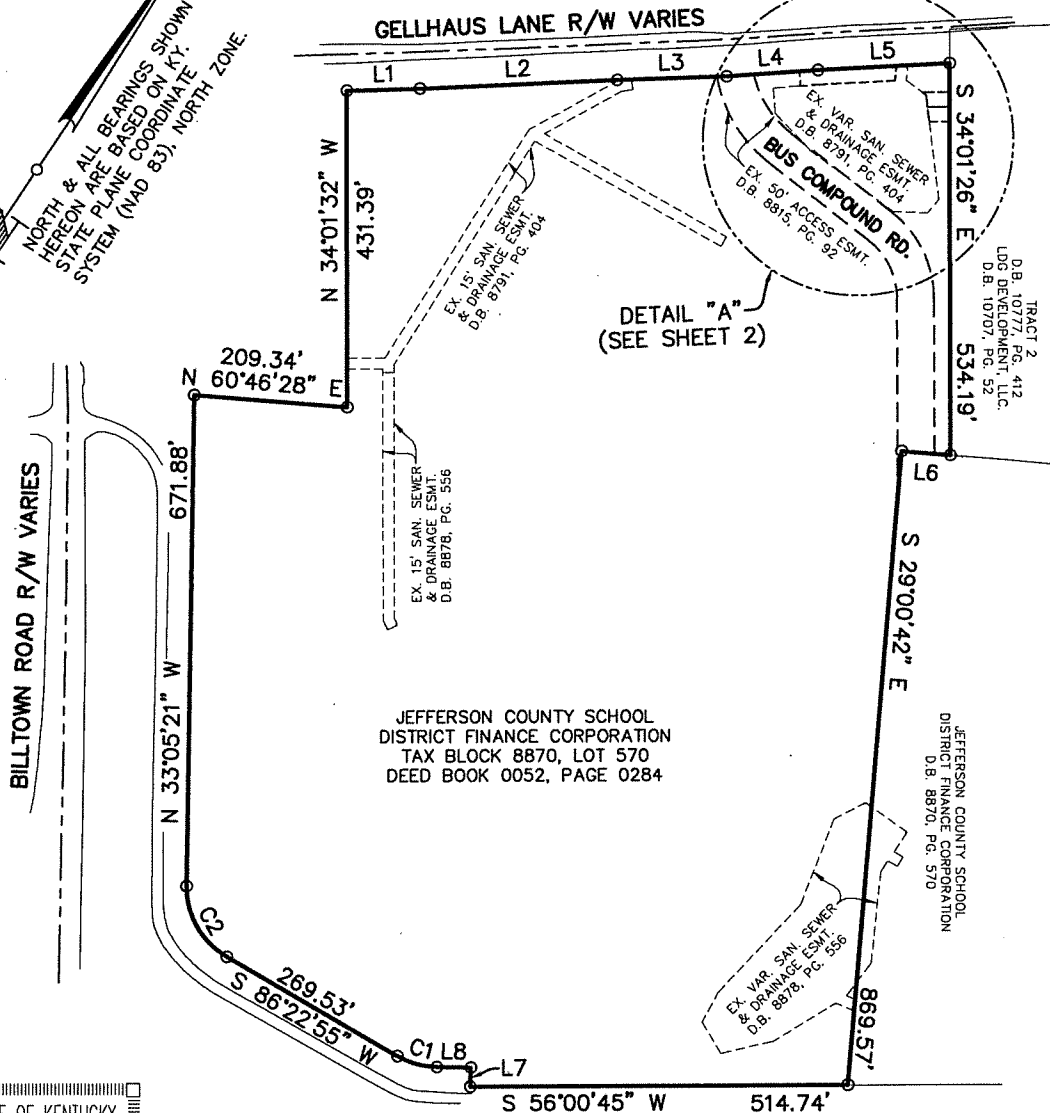 GELLHAUS LANE R/W VARIES
NORTH & ALL BEARINGS SHOWN
HEREON ARE BASED ON KY.
STATE PLANE COORDINATE
SYSTEM (NAD 83), NORTH ZONE.
L1
L2
L3
L4
L5
N 34°01'32" W
431.39'
EX. 15' SAN. SEWER
& DRAINAGE ESMT.
D.B. 8791, PG. 404
EX. VAR. SAN. SEWER
& DRAINAGE ESMT.
D.B. 8791, PG. 404
BUS COMPOUND RD.
EX. 50' ACCESS ESMT.
D.B. 8815, PG. 92
S 34°01'26" E
534.19'
TRACT 2
D.B. 10777, PG. 412
LDG DEVELOPMENT, LLC.
D.B. 10707, PG. 52
DETAIL "A"
(SEE SHEET 2)
209.34'
N 60°46'28" E
L6
671.88'
N 33°05'21" W
BILLTOWN ROAD R/W VARIES
EX. 15' SAN. SEWER
& DRAINAGE ESMT.
D.B. 8878, PG. 556
S 29°00'42" E
869.57'
JEFFERSON COUNTY SCHOOL
DISTRICT FINANCE CORPORATION
TAX BLOCK 8870, LOT 570
DEED BOOK 0052, PAGE 0284
JEFFERSON COUNTY SCHOOL
DISTRICT FINANCE CORPORATION
D.B. 8870, PG. 570
EX. VAR. SAN. SEWER
& DRAINAGE ESMT.
D.B. 8878, PG. 556
C2
269.53'
S 86°22'55" W
C1
L8
L7
S 56°00'45" W
514.74'
E OF KENTUCKY